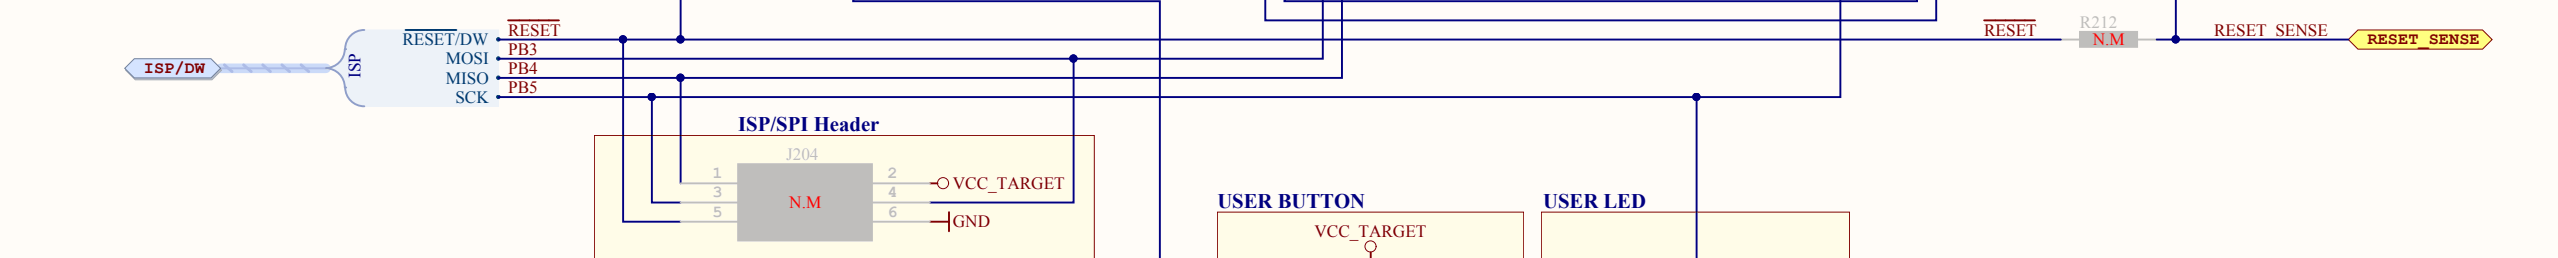 RESET
RESET/DW
PB3
MOSI
PB4
MISO
PB5
SCK
ISP/DW
ISP
RESET
R212
N.M
RESET_SENSE
RESET_SENSE
ISP/SPI Header
J204
1
2
VCC_TARGET
3
N.M
4
5
6
GND
USER BUTTON
VCC_TARGET
USER LED